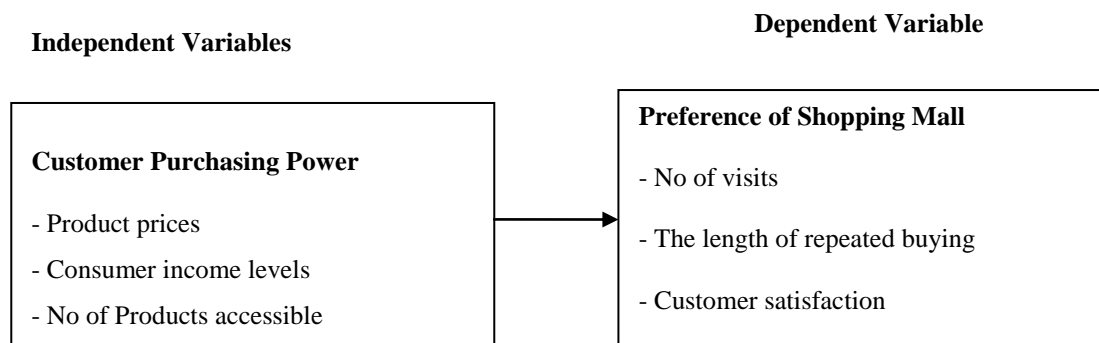 Independent Variables
Dependent Variable
Customer Purchasing Power
- Product prices
- Consumer income levels
- No of Products accessible
Preference of Shopping Mall
- No of visits
- The length of repeated buying
- Customer satisfaction